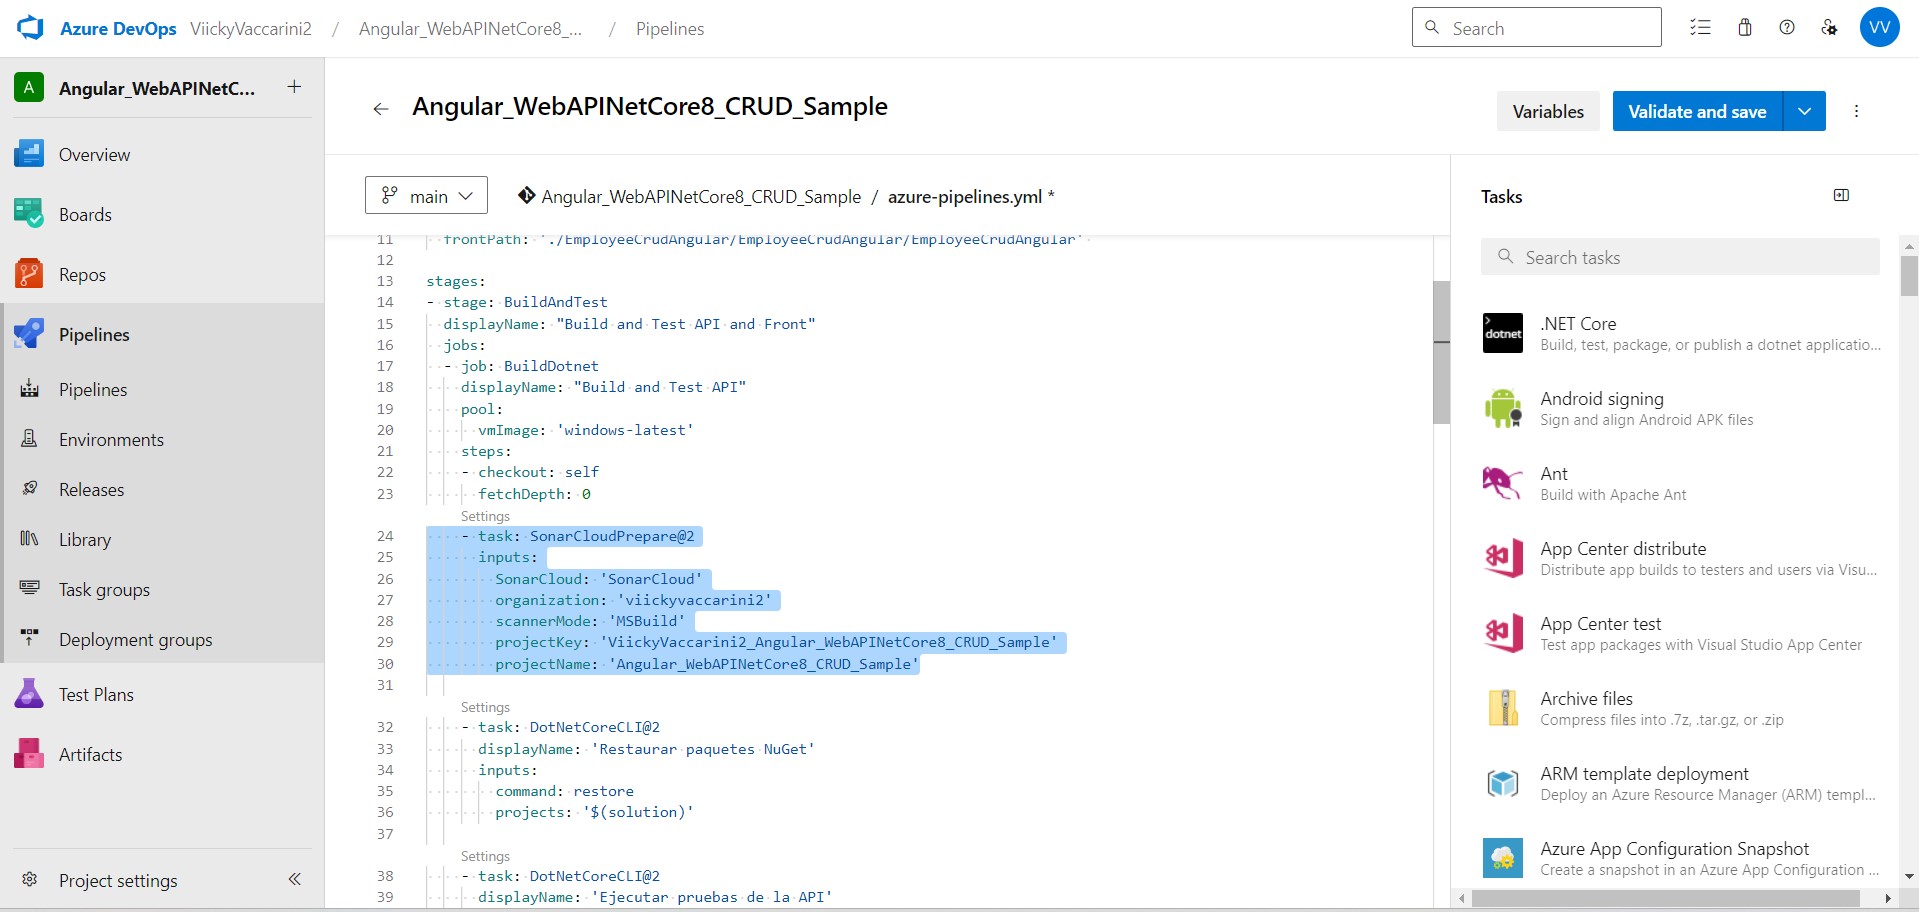 Azure DevOps ViickyVaccarini2 / Angular_WebAPINetCore8_... / Pipelines
Search
VV
A Angular_WebAPINetC... +
Overview
Boards
Repos
Pipelines
Pipelines
Environments
Releases
Library
Task groups
Deployment groups
Test Plans
Artifacts
Project settings
Angular_WebAPINetCore8_CRUD_Sample
Variables
Validate and save
main
Angular_WebAPINetCore8_CRUD_Sample / azure-pipelines.yml *
11 frontPath: './EmployeeCrudAngular/EmployeeCrudAngular/EmployeeCrudAngular'
12
13 stages:
14 - stage: BuildAndTest
15 displayName: "Build and Test API and Front"
16 jobs:
17 - job: BuildDotnet
18 displayName: "Build and Test API"
19 pool:
20 vmImage: 'windows-latest'
21 steps:
22 - checkout: self
23 fetchDepth: 0
Settings
24 - task: SonarCloudPrepare@2
25 inputs:
26 SonarCloud: 'SonarCloud'
27 organization: 'viickyvaccarini2'
28 scannerMode: 'MSBuild'
29 projectKey: 'ViickyVaccarini2_Angular_WebAPINetCore8_CRUD_Sample'
30 projectName: 'Angular_WebAPINetCore8_CRUD_Sample'
31
Settings
32 - task: DotNetCoreCLI@2
33 displayName: 'Restaurar paquetes NuGet'
34 inputs:
35 command: restore
36 projects: '$(solution)'
37
Settings
38 - task: DotNetCoreCLI@2
39 displayName: 'Ejecutar pruebas de la API'
Tasks
Search tasks
dotnet
.NET Core
Build, test, package, or publish a dotnet applicatio...
Android signing
Sign and align Android APK files
Ant
Build with Apache Ant
App Center distribute
Distribute app builds to testers and users via Visu...
App Center test
Test app packages with Visual Studio App Center
Archive files
Compress files into .7z, .tar.gz, or .zip
ARM template deployment
Deploy an Azure Resource Manager (ARM) templ...
Azure App Configuration Snapshot
Create a snapshot in an Azure App Configuration ...